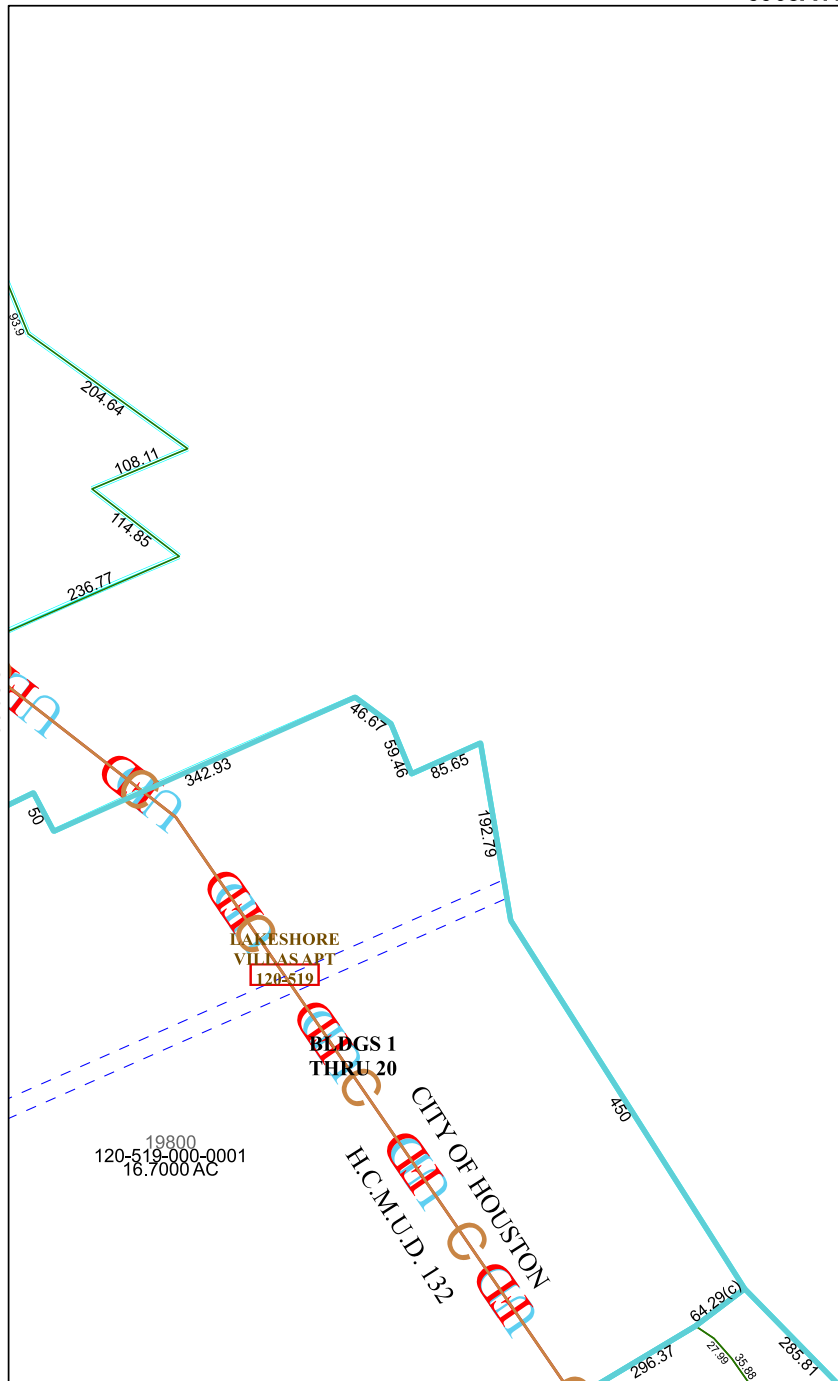 93.9
204.64
108.11
114.85
236.77
46.67
59.46
85.65
342.93
50
192.79
LAKESHORE
VILLAS APT
120-519
BLDGS 1
THRU 20
CITY OF HOUSTON
H.C.M.U.D. 132
450
19800
120-519-000-0001
16.7000 AC
64.29(c)
296.37
27.99
35.88
285.81